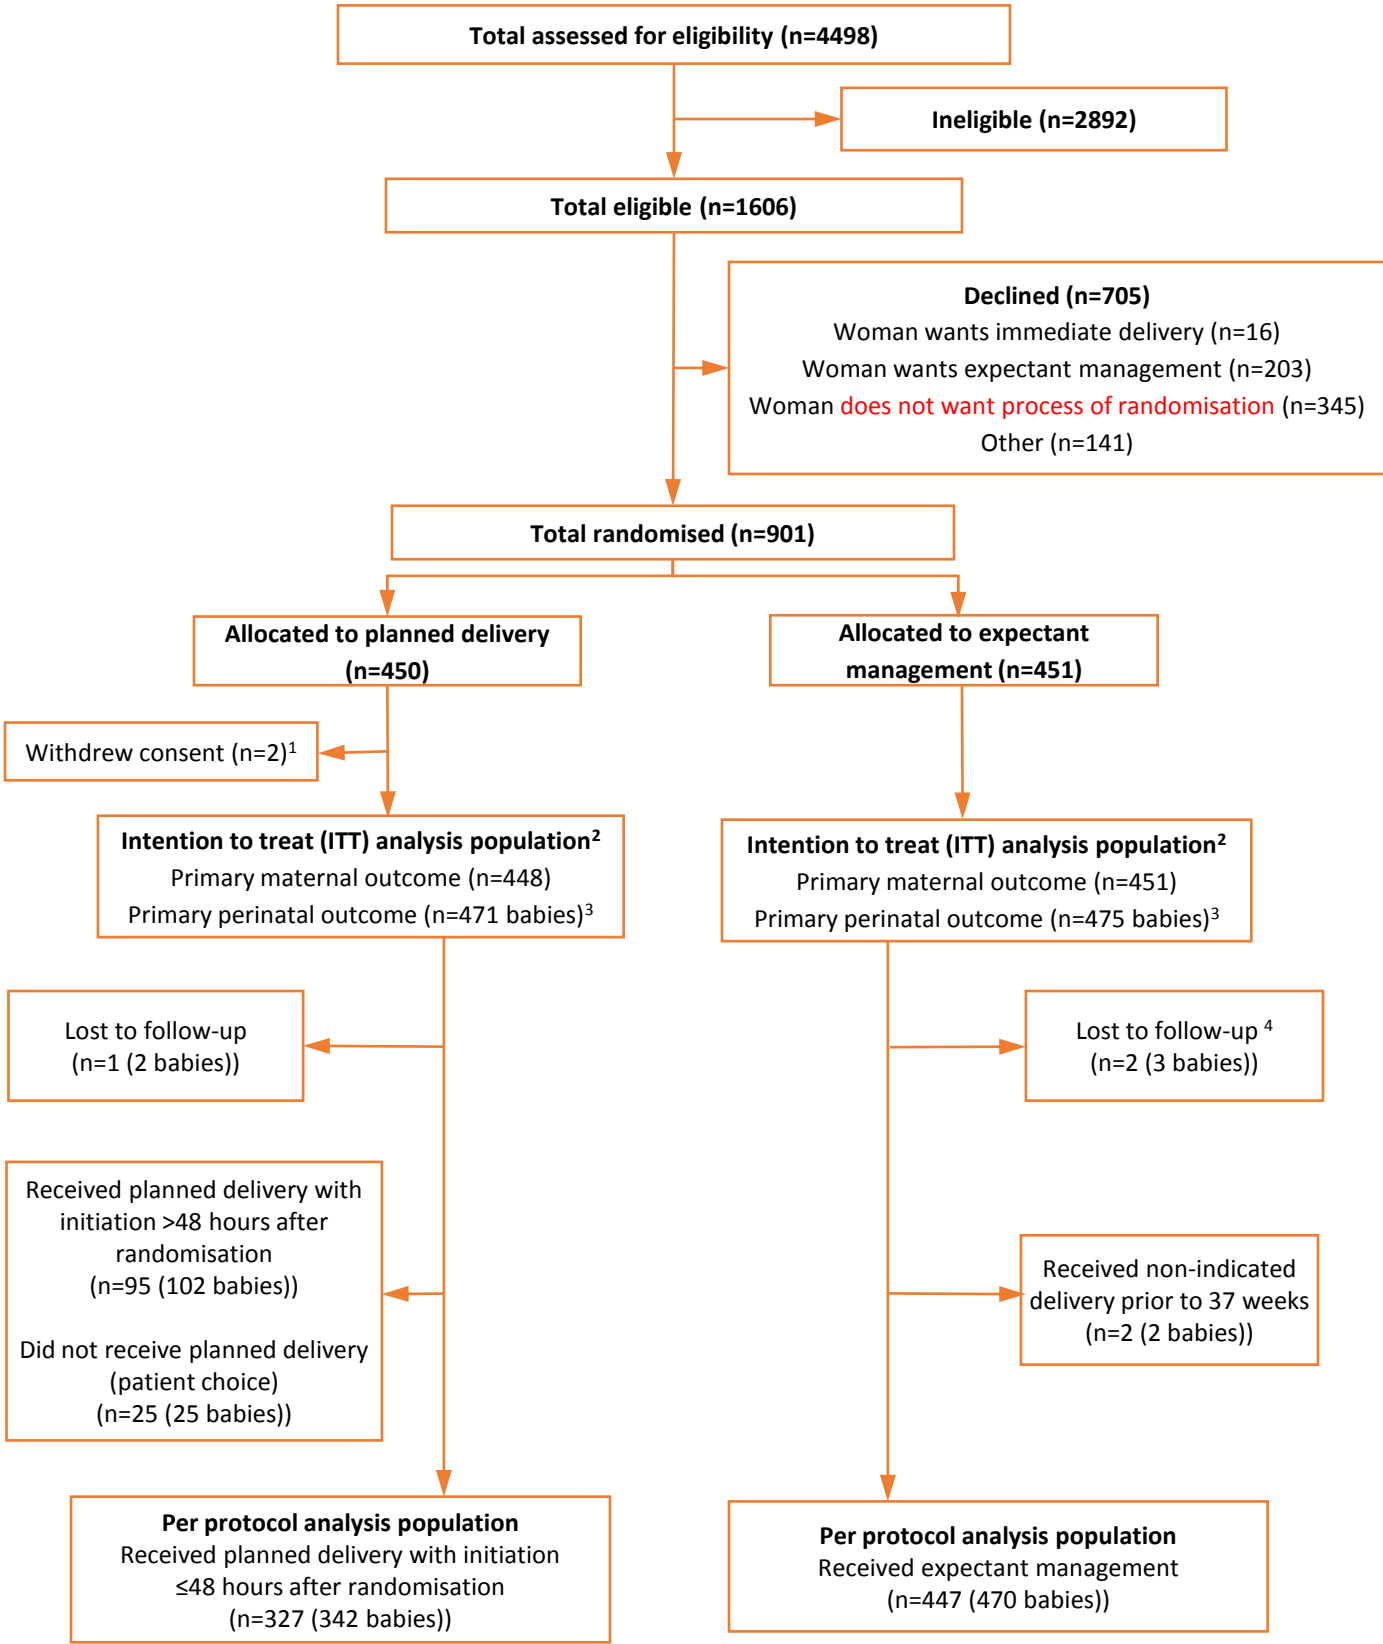 Total assessed for eligibility (n=4498)
Ineligible (n=2892)
Total eligible (n=1606)
Declined (n=705)
Woman wants immediate delivery (n=16)
Woman wants expectant management (n=203)
Woman does not want process of randomisation (n=345)
Other (n=141)
Total randomised (n=901)
Allocated to planned delivery
(n=450)
Allocated to expectant
management (n=451)
Withdrew consent (n=2)1
Intention to treat (ITT) analysis population2
Primary maternal outcome (n=448)
Primary perinatal outcome (n=471 babies)3
Intention to treat (ITT) analysis population2
Primary maternal outcome (n=451)
Primary perinatal outcome (n=475 babies)3
Lost to follow-up
(n=1 (2 babies))
Lost to follow-up 4
(n=2 (3 babies))
Received planned delivery with
initiation >48 hours after
randomisation
(n=95 (102 babies))
Did not receive planned delivery
(patient choice)
(n=25 (25 babies))
Received non-indicated
delivery prior to 37 weeks
(n=2 (2 babies))
Per protocol analysis population
Received planned delivery with initiation
≤48 hours after randomisation
(n=327 (342 babies))
Per protocol analysis population
Received expectant management
(n=447 (470 babies))